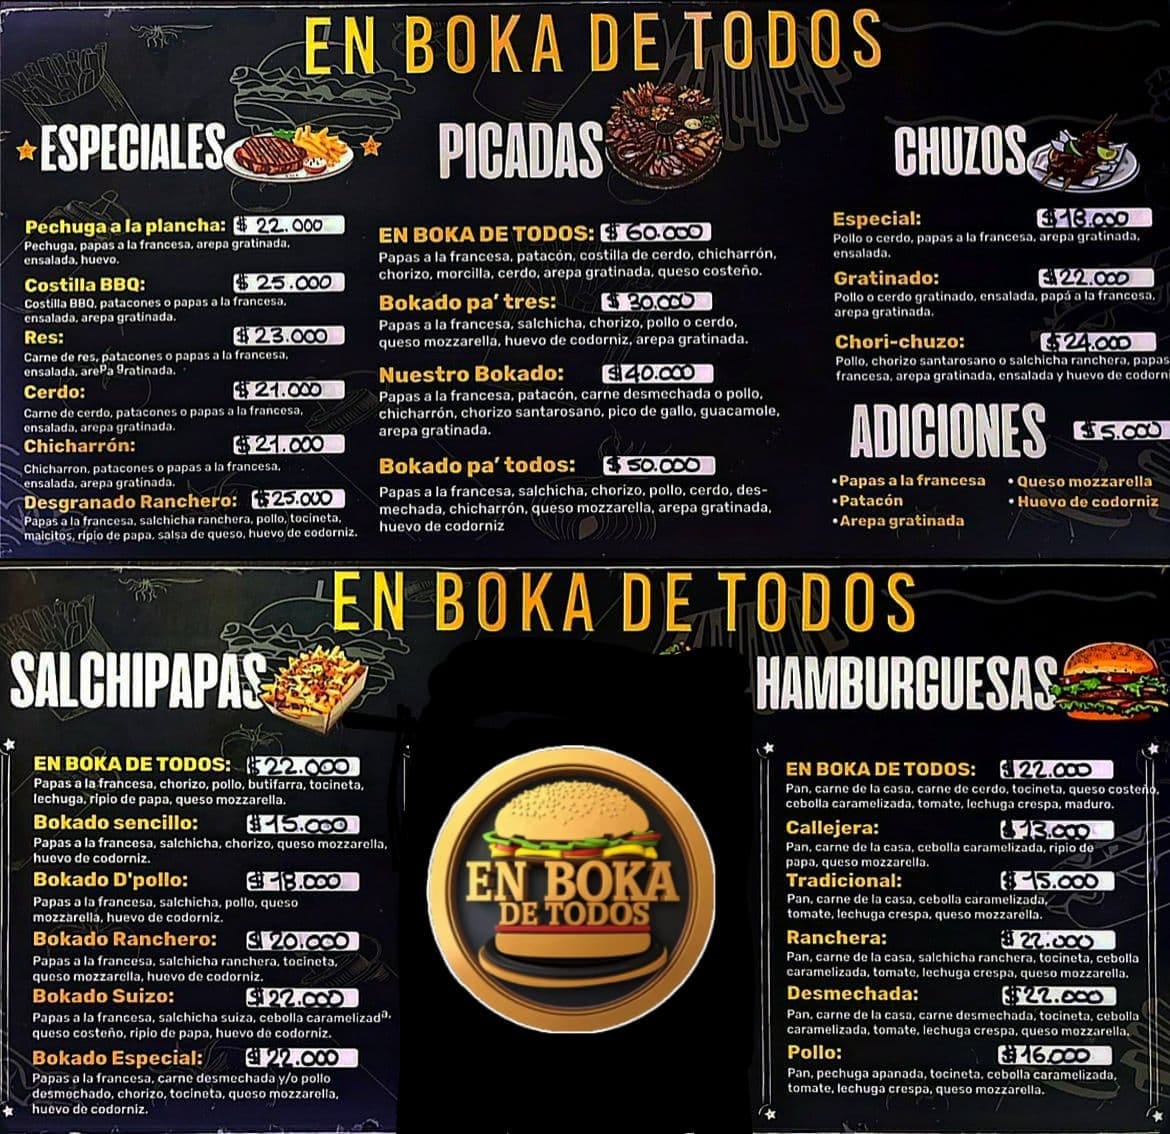 EN BOKA DE TODOS
ESPECIALES
Pechuga a la plancha: $ 22.000
Pechuga, papas a la francesa, arepa gratinada,
ensalada, huevo.
Costilla BBQ: $ 25.000
Costilla BBQ, patacones o papas a la francesa,
ensalada, arepa gratinada.
Res: $23.000
Carne de res, patacones o papas a la francesa,
ensalada, arepa gratinada.
Cerdo: $21.000
Carne de cerdo, patacones o papas a la francesa,
ensalada, arepa gratinada.
Chicharrón: $21.000
Chicharron, patacones o papas a la francesa,
ensalada, arepa gratinada.
Desgranado Ranchero: $25.000
Papas a la francesa, salchicha ranchera, pollo, tocineta,
maicitos, ripio de papa, salsa de queso, huevo de codorniz.
PICADAS
EN BOKA DE TODOS: $ 60.000
Papas a la francesa, patacón, costilla de cerdo, chicharrón,
chorizo, morcilla, cerdo, arepa gratinada, queso costeño.
Bokado pa' tres: $ 30.000
Papas a la francesa, salchicha, chorizo, pollo o cerdo,
queso mozzarella, huevo de codorniz, arepa gratinada.
Nuestro Bokado: $40.000
Papas a la francesa, patacón, carne desmechada o pollo,
chicharrón, chorizo santarosano, pico de gallo, guacamole,
arepa gratinada.
Bokado pa' todos: $ 50.000
Papas a la francesa, salchicha, chorizo, pollo, cerdo, des-
mechada, chicharrón, queso mozzarella, arepa gratinada,
huevo de codorniz
CHUZOS
Especial: $18.000
Pollo o cerdo, papas a la francesa, arepa gratinada,
ensalada.
Gratinado: $22.000
Pollo o cerdo gratinado, ensalada, papá a la francesa,
arepa gratinada.
Chori-chuzo: $24.000
Pollo, chorizo santarosano o salchicha ranchera, papas
francesa, arepa gratinada, ensalada y huevo de codorni
ADICIONES $5.000
•Papas a la francesa
•Patacón
•Arepa gratinada
•Queso mozzarella
•Huevo de codorniz
EN BOKA DE TODOS
SALCHIPAPAS
EN BOKA DE TODOS: $22.000
Papas a la francesa, chorizo, pollo, butifarra, tocineta,
lechuga, ripio de papa, queso mozzarella.
Bokado sencillo: $15.000
Papas a la francesa, salchicha, chorizo, queso mozzarella,
huevo de codorniz.
Bokado D'pollo: $18.000
Papas a la francesa, salchicha, pollo, queso
mozzarella, huevo de codorniz.
Bokado Ranchero: $20.000
Papas a la francesa, salchicha ranchera, tocineta,
queso mozzarella, huevo de codorniz.
Bokado Suizo: $22.000
Papas a la francesa, salchicha suiza, cebolla caramelizada,
queso costeño, ripio de papa, huevo de codorniz.
Bokado Especial: $22.000
Papas a la francesa, carne desmechada y/o pollo
desmechado, chorizo, tocineta, queso mozzarella,
huevo de codorniz.
EN BOKA
DE TODOS
HAMBURGUESAS
EN BOKA DE TODOS: $22.000
Pan, carne de la casa, carne de cerdo, tocineta, queso costeño,
cebolla caramelizada, tomate, lechuga crespa, maduro.
Callejera: $13.000
Pan, carne de la casa, cebolla caramelizada, ripio de
papa, queso mozzarella.
Tradicional: $15.000
Pan, carne de la casa, cebolla caramelizada,
tomate, lechuga crespa, queso mozzarella.
Ranchera: $22.000
Pan, carne de la casa, salchicha ranchera, tocineta, cebolla
caramelizada, tomate, lechuga crespa, queso mozzarella.
Desmechada: $22.000
Pan, carne de la casa, carne desmechada, tocineta, cebolla
caramelizada, tomate, lechuga crespa, queso mozzarella.
Pollo: $16.000
Pan, pechuga apanada, tocineta, cebolla caramelizada,
tomate, lechuga crespa, queso mozzarella.